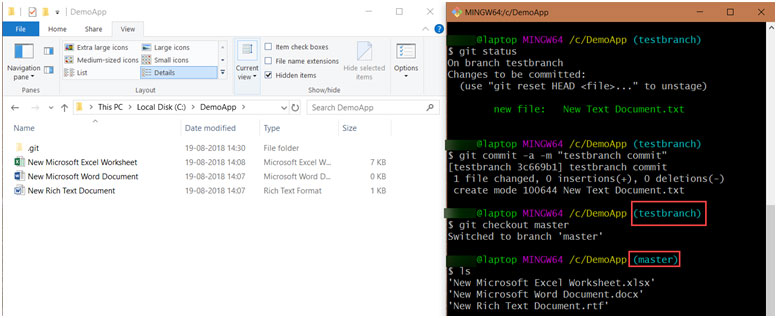 DemoApp
File Home Share View
Navigation pane
Extra large icons Large icons
Medium-sized icons Small icons
List Details
Layout
Panes
Current view
Item check boxes
File name extensions
Hidden items
Hide selected items
Show/hide
Options
This PC > Local Disk (C:) > DemoApp
Search DemoApp
Name Date modified Type Size
.git 19-08-2018 14:30 File folder
New Microsoft Excel Worksheet 19-08-2018 14:08 Microsoft Excel W... 7 KB
New Microsoft Word Document 19-08-2018 14:07 Microsoft Word D... 0 KB
New Rich Text Document 19-08-2018 14:07 Rich Text Format 1 KB
MINGW64:/c/DemoApp
@laptop MINGW64 /c/DemoApp (testbranch)
$ git status
On branch testbranch
Changes to be committed:
(use "git reset HEAD <file>..." to unstage)
new file: New Text Document.txt
@laptop MINGW64 /c/DemoApp (testbranch)
$ git commit -a -m "testbranch commit"
[testbranch 3c669b1] testbranch commit
1 file changed, 0 insertions(+), 0 deletions(-)
create mode 100644 New Text Document.txt
@laptop MINGW64 /c/DemoApp (testbranch)
$ git checkout master
Switched to branch 'master'
@laptop MINGW64 /c/DemoApp (master)
$ ls
'New Microsoft Excel Worksheet.xlsx'
'New Microsoft Word Document.docx'
'New Rich Text Document.rtf'